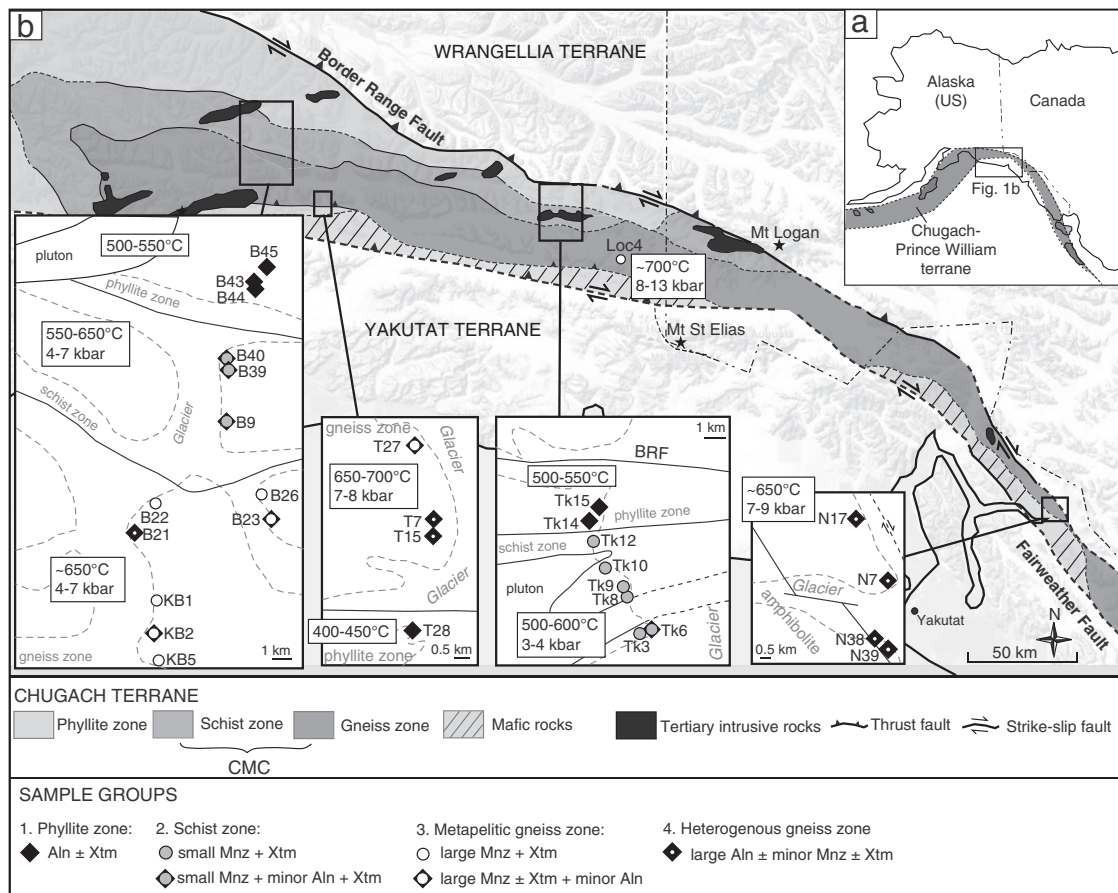 b
WRANGELLIA TERRANE
Border Range Fault
YAKUTAT TERRANE
Loc4
~700°C
8-13 kbar
Mt Logan
Mt St Elias
Yakutat
Fairweather Fault
N
50 km
a
Alaska
(US)
Canada
Fig. 1b
Chugach-
Prince William
terrane
500-550°C
pluton
B45
B43
B44
phyllite zone
550-650°C
4-7 kbar
B40
B39
schist zone
Glacier
B9
B26
B22
B23
B21
~650°C
4-7 kbar
KB1
KB2
KB5
gneiss zone
1 km
gneiss zone
T27
Glacier
650-700°C
7-8 kbar
T7
T15
Glacier
400-450°C
T28
phyllite zone
0.5 km
1 km
BRF
500-550°C
Tk15
Tk14
phyllite zone
Tk12
schist zone
Tk10
pluton
Tk9
Tk8
500-600°C
3-4 kbar
Tk6
Tk3
Glacier
~650°C
7-9 kbar
N17
N7
Glacier
amphibolite
N38
N39
0.5 km
CHUGACH TERRANE
Phyllite zone
Schist zone
Gneiss zone
Mafic rocks
Tertiary intrusive rocks
Thrust fault
Strike-slip fault
CMC
SAMPLE GROUPS
1. Phyllite zone:
Aln ± Xtm
2. Schist zone:
small Mnz + Xtm
small Mnz + minor Aln + Xtm
3. Metapelitic gneiss zone:
large Mnz + Xtm
large Mnz ± Xtm + minor Aln
4. Heterogenous gneiss zone
large Aln ± minor Mnz ± Xtm